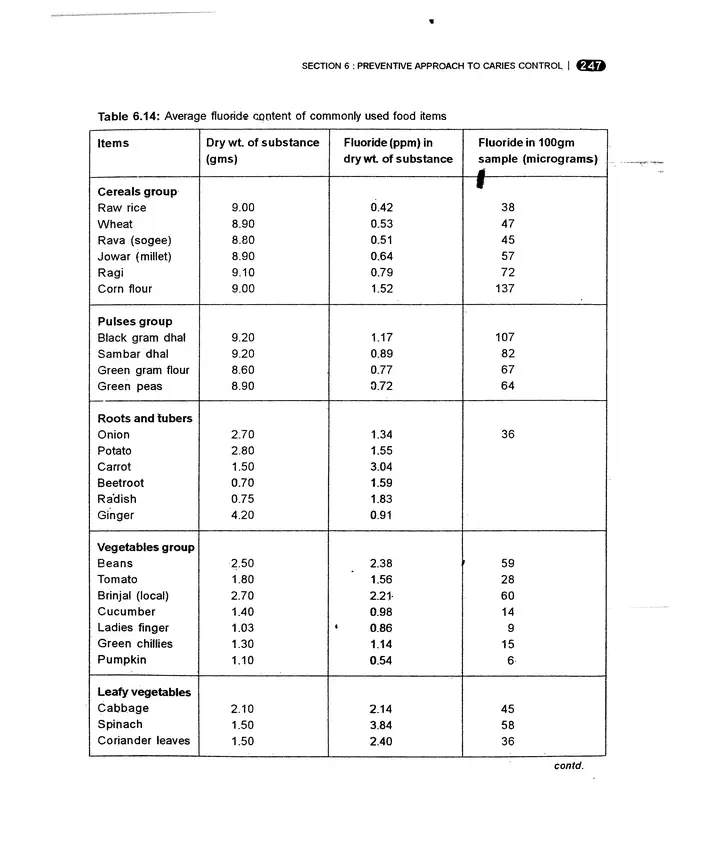 SECTION 6 : PREVENTIVE APPROACH TO CARIES CONTROL | 247
Table 6.14: Average fluoride content of commonly used food items
Items Dry wt. of substance (gms) Fluoride (ppm) in dry wt. of substance Fluoride in 100gm sample (micrograms)
Cereals group
Raw rice 9.00 0.42 38
Wheat 8.90 0.53 47
Rava (sogee) 8.80 0.51 45
Jowar (millet) 8.90 0.64 57
Ragi 9.10 0.79 72
Corn flour 9.00 1.52 137
Pulses group
Black gram dhal 9.20 1.17 107
Sambar dhal 9.20 0.89 82
Green gram flour 8.60 0.77 67
Green peas 8.90 0.72 64
Roots and tubers
Onion 2.70 1.34 36
Potato 2.80 1.55
Carrot 1.50 3.04
Beetroot 0.70 1.59
Radish 0.75 1.83
Ginger 4.20 0.91
Vegetables group
Beans 2.50 2.38 59
Tomato 1.80 1.56 28
Brinjal (local) 2.70 2.21 60
Cucumber 1.40 0.98 14
Ladies finger 1.03 0.86 9
Green chillies 1.30 1.14 15
Pumpkin 1.10 0.54 6
Leafy vegetables
Cabbage 2.10 2.14 45
Spinach 1.50 3.84 58
Coriander leaves 1.50 2.40 36
contd.